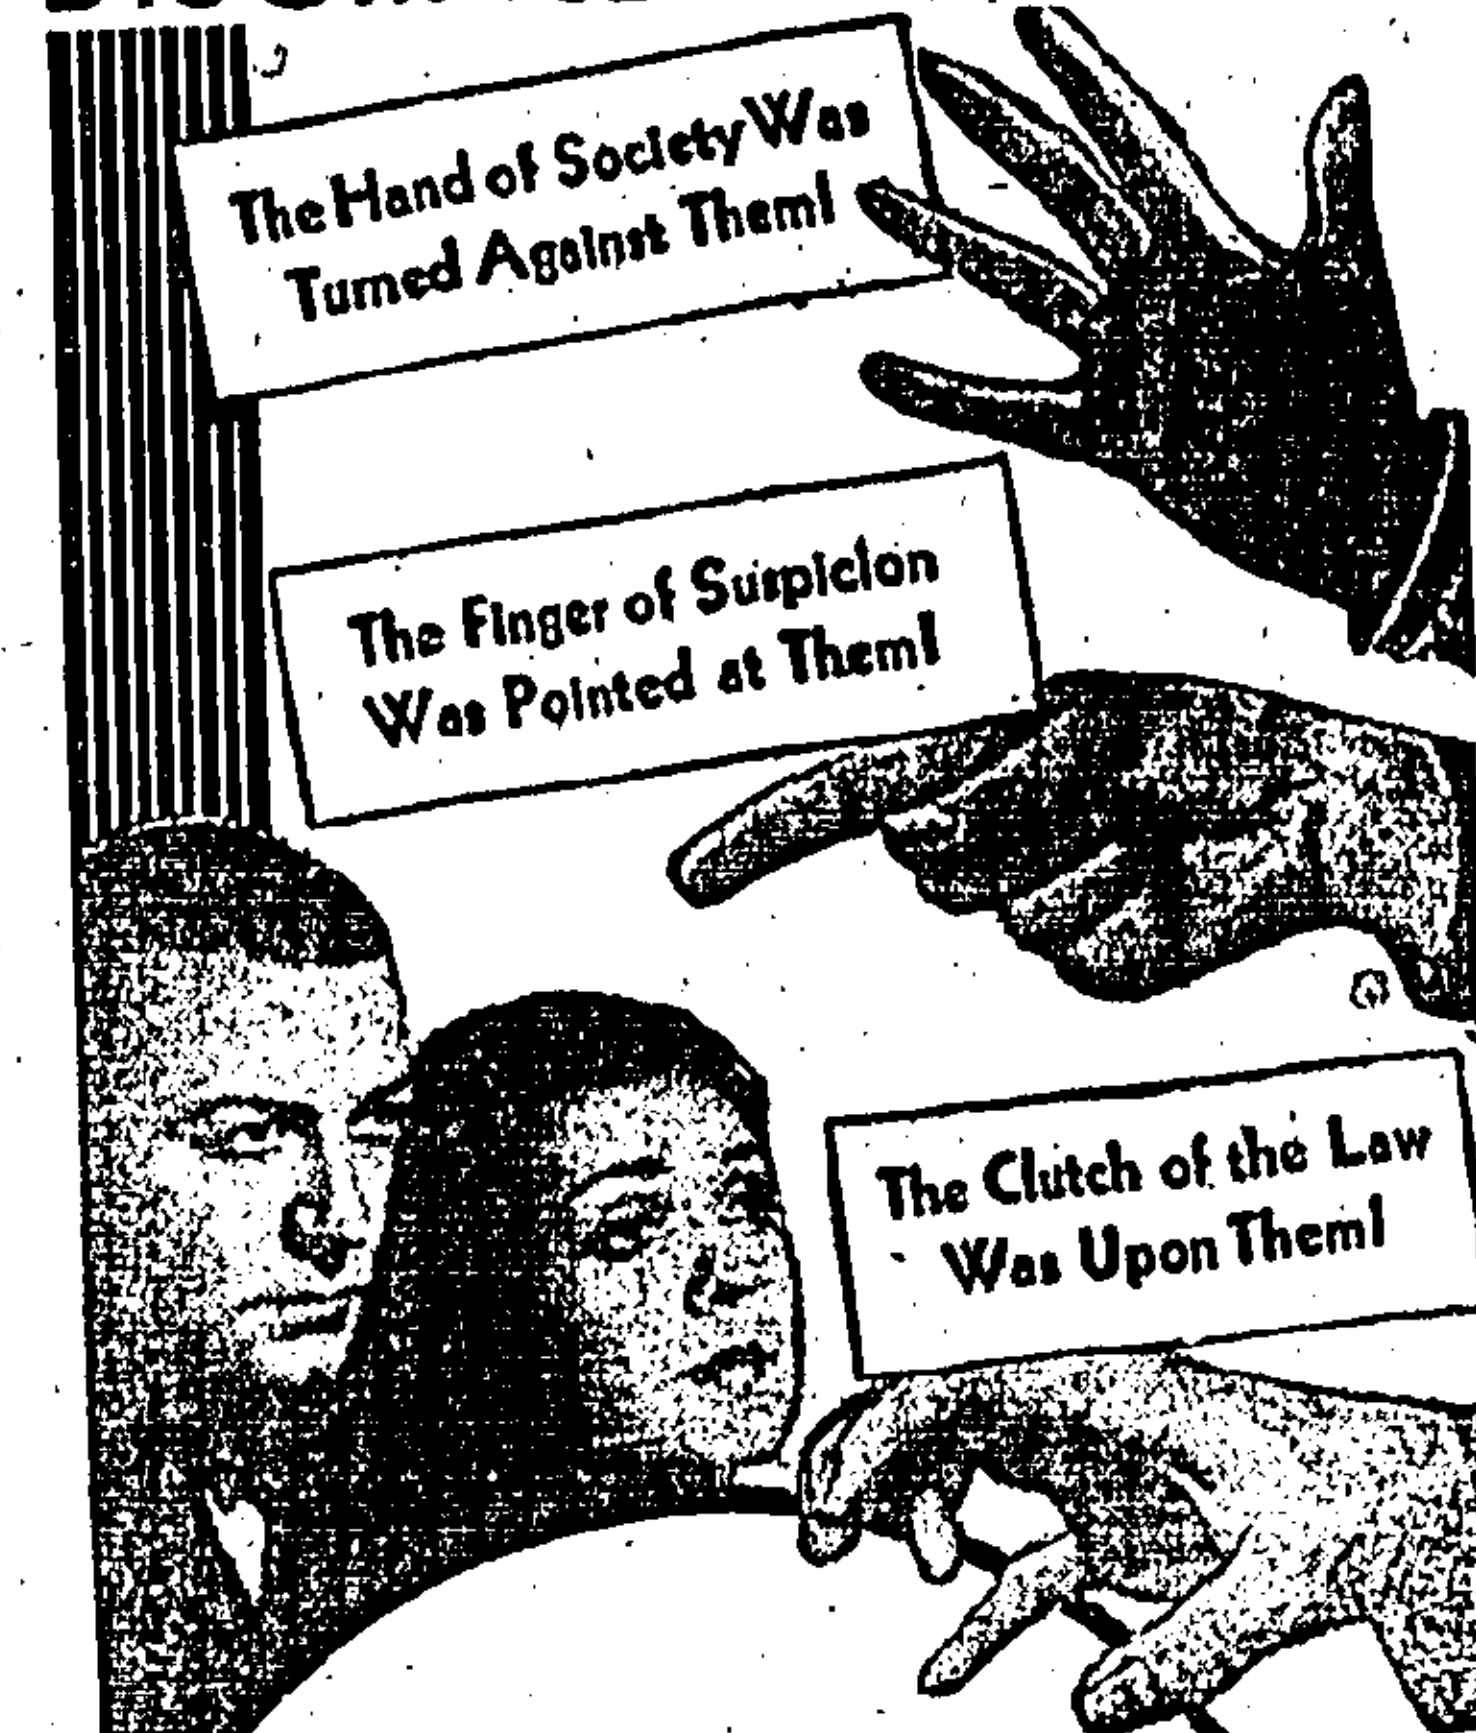 The Hand of Society Was
Turned Against Them!
The Finger of Suspicion
Was Pointed at Them!
The Clutch of the Law
Was Upon Them!